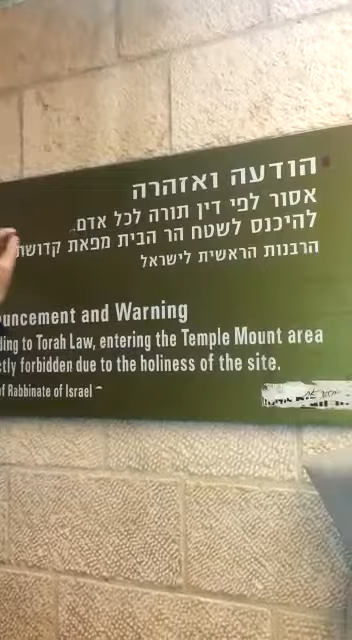 הודעה ואזהרה
אסור לפי דין תורה לכל אדם
להיכנס לשטח הר הבית מפאת קדושת
הרבנות הראשית לישראל
uncement and Warning
ding to Torah Law, entering the Temple Mount area
ctly forbidden due to the holiness of the site.
of Rabbinate of Israel